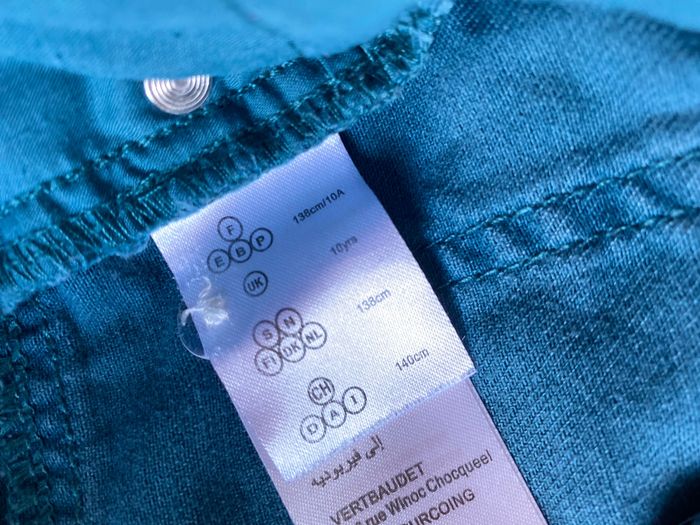 F
E B P 138cm/10A
UK 10yrs
S N
FI DK NL 138cm
CH
D A I 140cm
إلى فيربوديه
VERTBAUDET
rue Winoc Chocqueel
URCOING